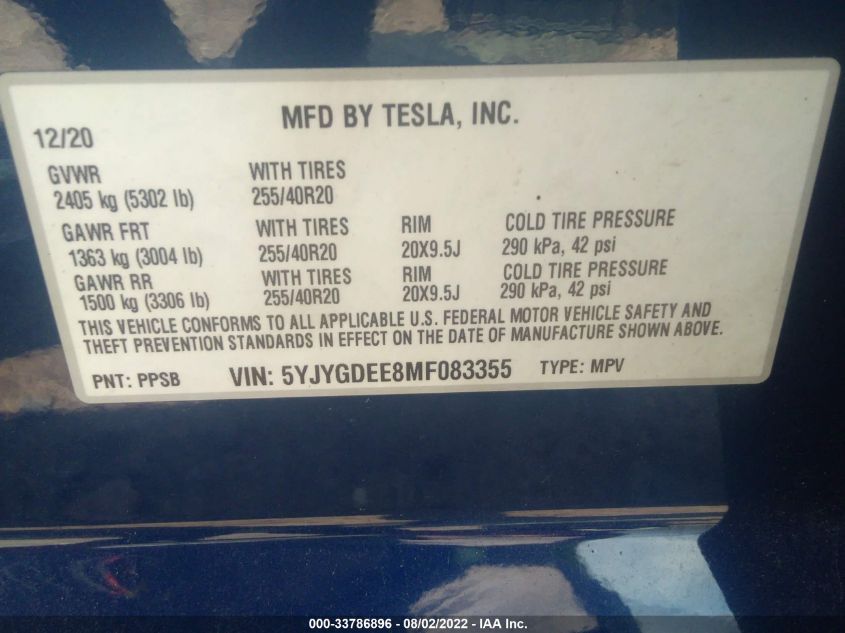 MFD BY TESLA, INC.
12/20
GVWR WITH TIRES
2405 kg (5302 lb) 255/40R20
GAWR FRT WITH TIRES RIM COLD TIRE PRESSURE
1363 kg (3004 lb) 255/40R20 20X9.5J 290 kPa, 42 psi
GAWR RR WITH TIRES RIM COLD TIRE PRESSURE
1500 kg (3306 lb) 255/40R20 20X9.5J 290 kPa, 42 psi
THIS VEHICLE CONFORMS TO ALL APPLICABLE U.S. FEDERAL MOTOR VEHICLE SAFETY AND
THEFT PREVENTION STANDARDS IN EFFECT ON THE DATE OF MANUFACTURE SHOWN ABOVE.
PNT: PPSB VIN: 5YJYGDEE8MF083355 TYPE: MPV
000-33786896 - 08/02/2022 - IAA Inc.